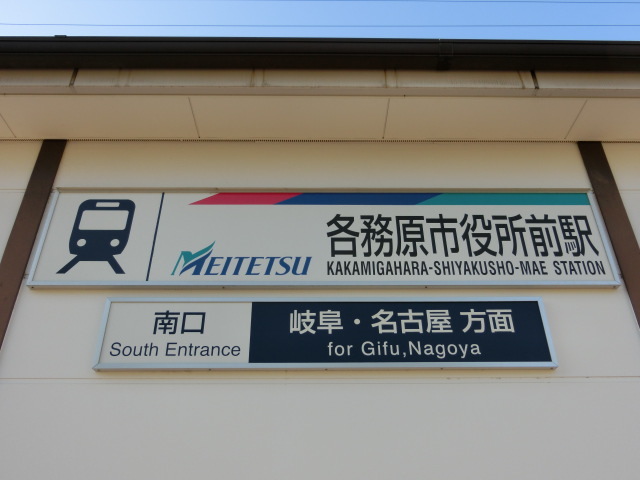 MEITETSU
各務原市役所前駅
KAKAMIGAHARA-SHIYAKUSHO-MAE STATION
南口
South Entrance
岐阜・名古屋 方面
for Gifu,Nagoya